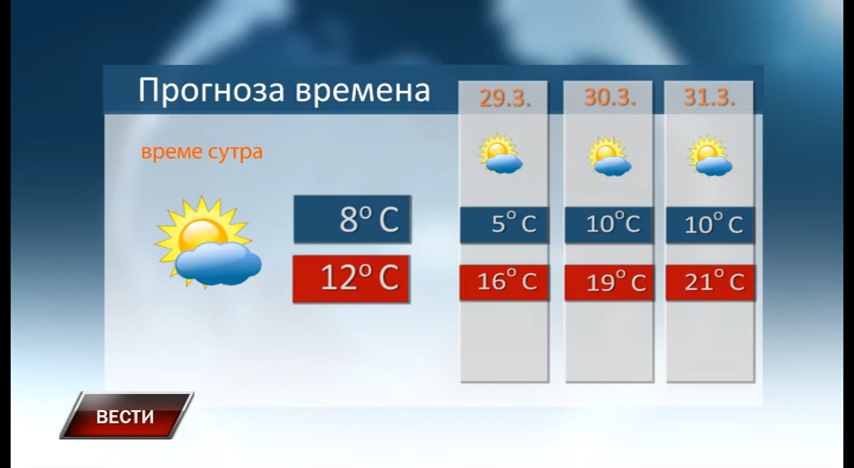 Прогноза времена
време сутра
8° C
12° C
29.3.
5° C
16° C
30.3.
10°C
19° C
31.3.
10° C
21° C
ВЕСТИ